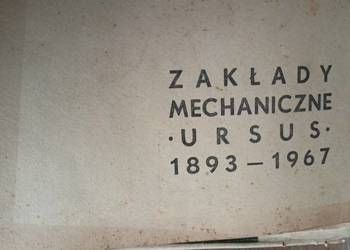 ZAKŁADY
MECHANICZNE
·URSUS·
1893–1967